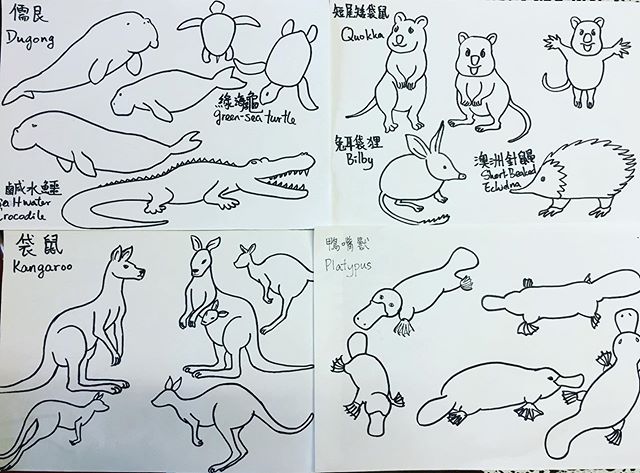 儒艮
Dugong
綠海龜
Green-sea turtle
鹹水鱷
Saltwater
Crocodile
短尾矮袋鼠
Quokka
兔耳袋狸
Bilby
澳洲針鼴
Short Beaked
Echidna
袋鼠
Kangaroo
鴨嘴獸
Platypus